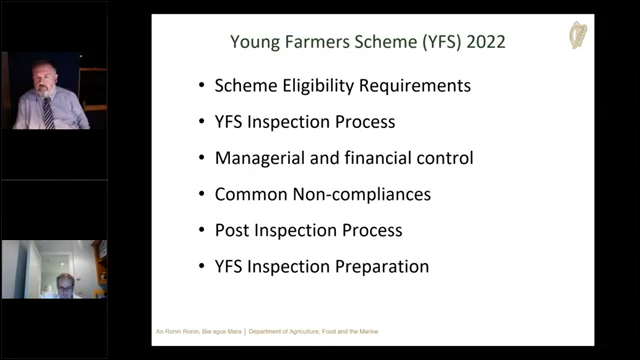 Young Farmers Scheme (YFS) 2022
• Scheme Eligibility Requirements
• YFS Inspection Process
• Managerial and financial control
• Common Non-compliances
• Post Inspection Process
• YFS Inspection Preparation
An Roinn Ronin, Bia agus Mara | Department of Agriculture, Food and the Marine